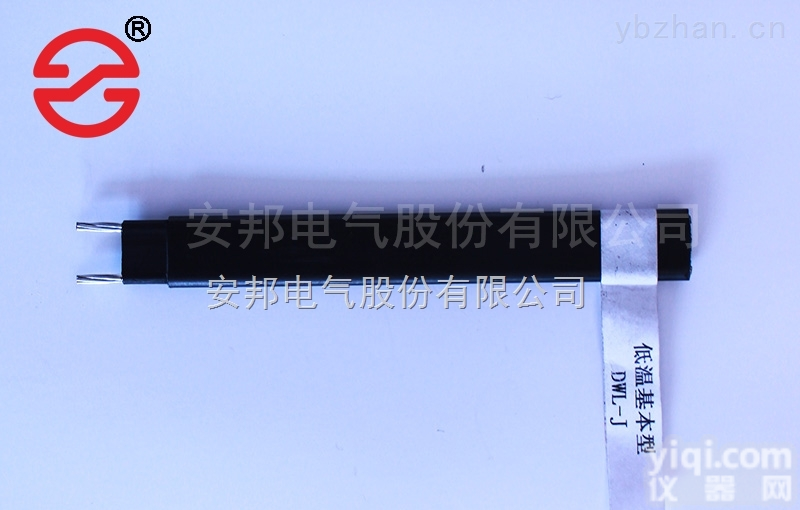 ®
ybzhan.cn
安邦电气股份有限公司
安邦电气股份有限公司
低温基本型
DWL-J
yiqi.com
仪器网